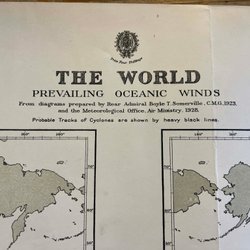 THE WORLD
PREVAILING OCEANIC WINDS
From diagrams prepared by Rear Admiral Boyle T. Somerville, C.M.G., 1923,
and the Meteorological Office, Air Ministry, 1928.
Probable Tracks of Cyclones are shown by heavy black lines.